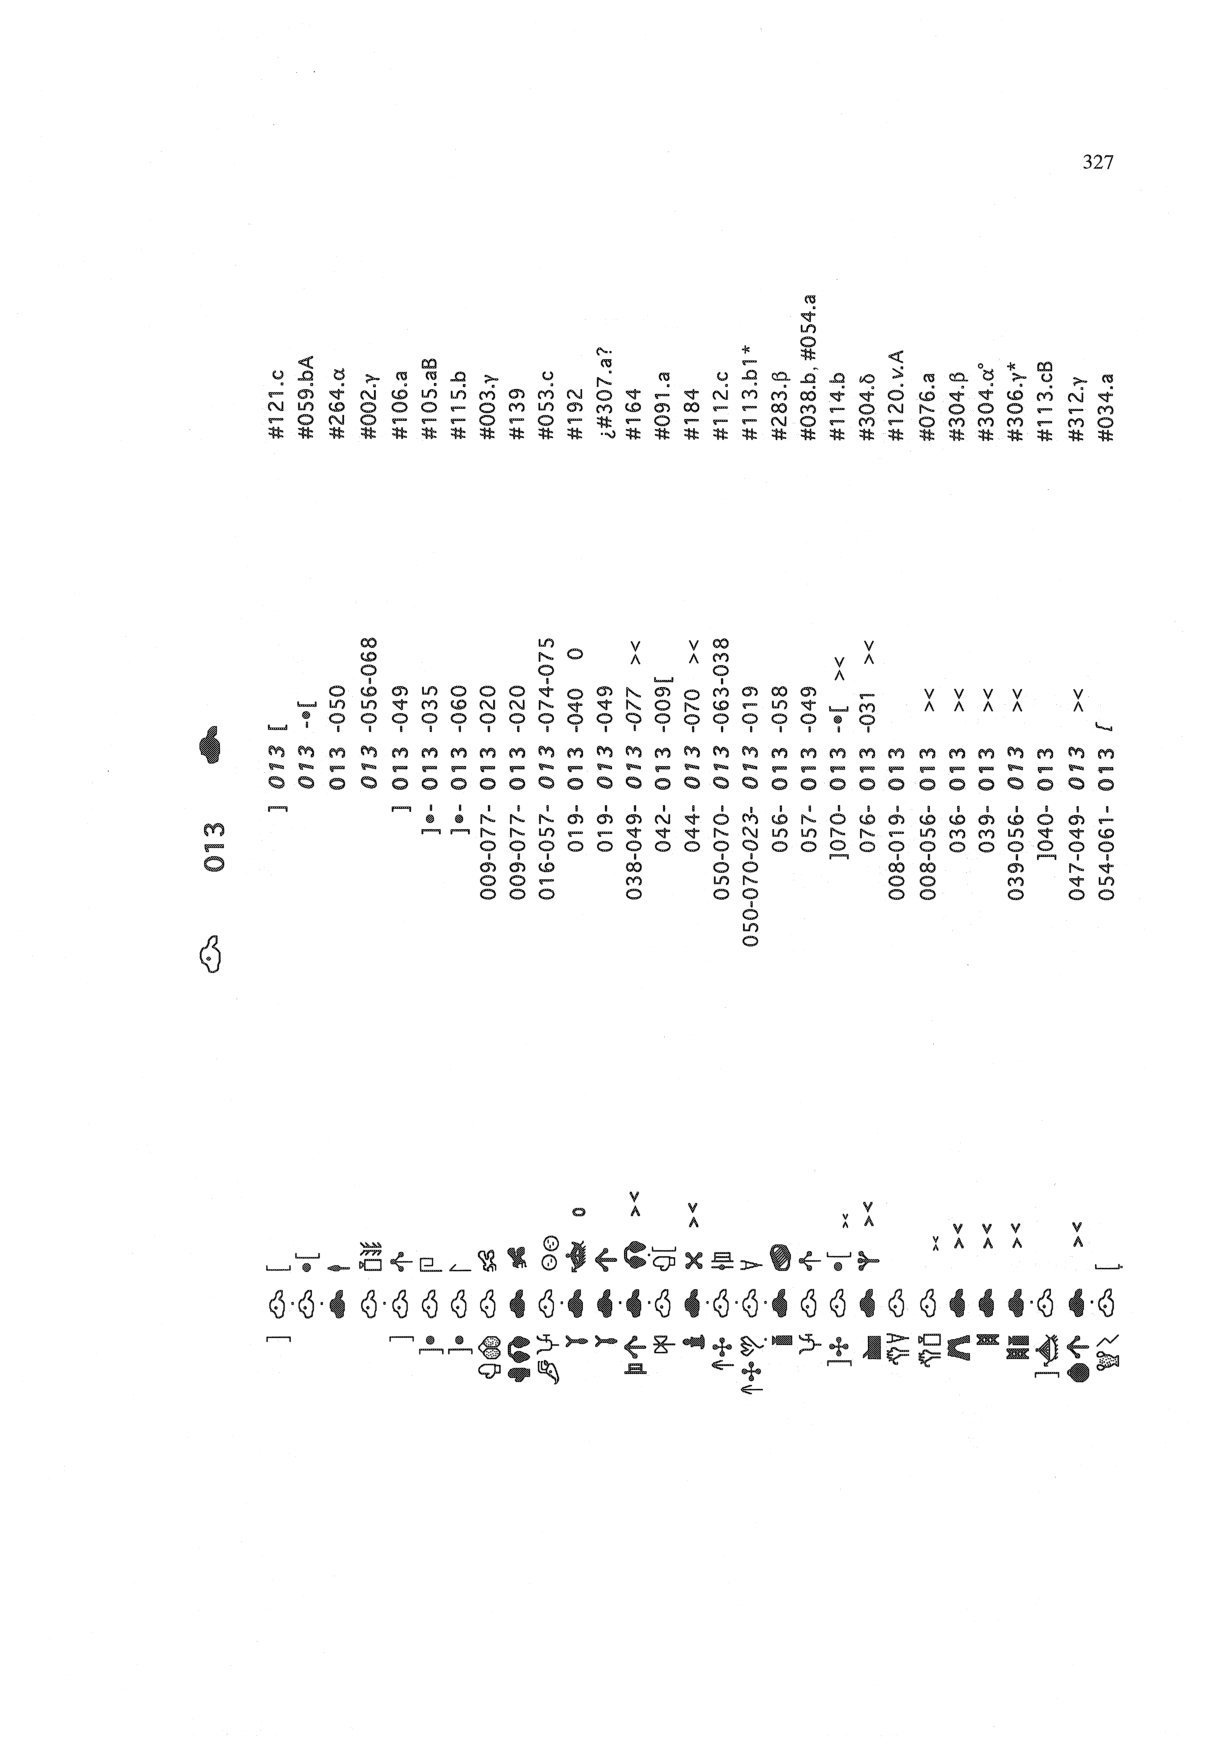 327
013
] 013 [ #121.c
013 -•[ #059.bA
013 -050 #264.α
013 -056-068 #002.γ
] 013 -049 #106.a
]•- 013 -035 #105.aB
]•- 013 -060 #115.b
009-077- 013 -020 #003.γ
009-077- 013 -020 #139
016-057- 013 -074-075 #053.c
019- 013 -040 0 #192
019- 013 -049 ¿#307.a?
038-049- 013 -077 >< #164
042- 013 -009[ #091.a
044- 013 -070 >< #184
050-070- 013 -063-038 #112.c
050-070-023- 013 -019 #113.b1*
056- 013 -058 #283.β
057- 013 -049 #038.b, #054.a
]070- 013 -•[ >< #114.b
076- 013 -031 >< #304.δ
008-019- 013 #120.v.A
008-056- 013 >< #076.a
036- 013 >< #304.β
039- 013 >< #304.α°
039-056- 013 >< #306.γ*
]040- 013 #113.cB
047-049- 013 >< #312.γ
054-061- 013 [ #034.a